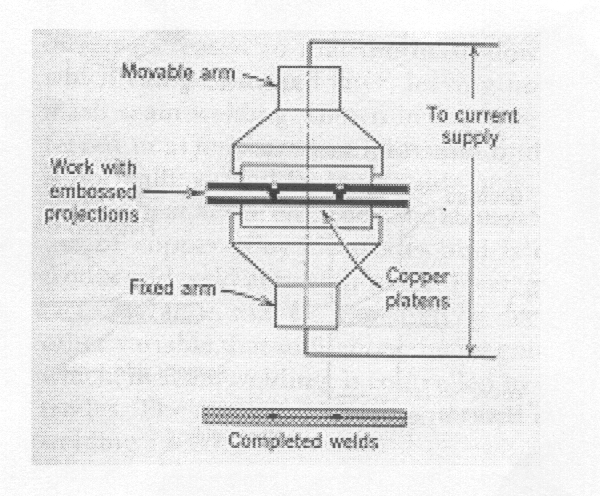 Movable arm
To current
supply
Work with
embossed
projections
Copper
platens
Fixed arm
Completed welds